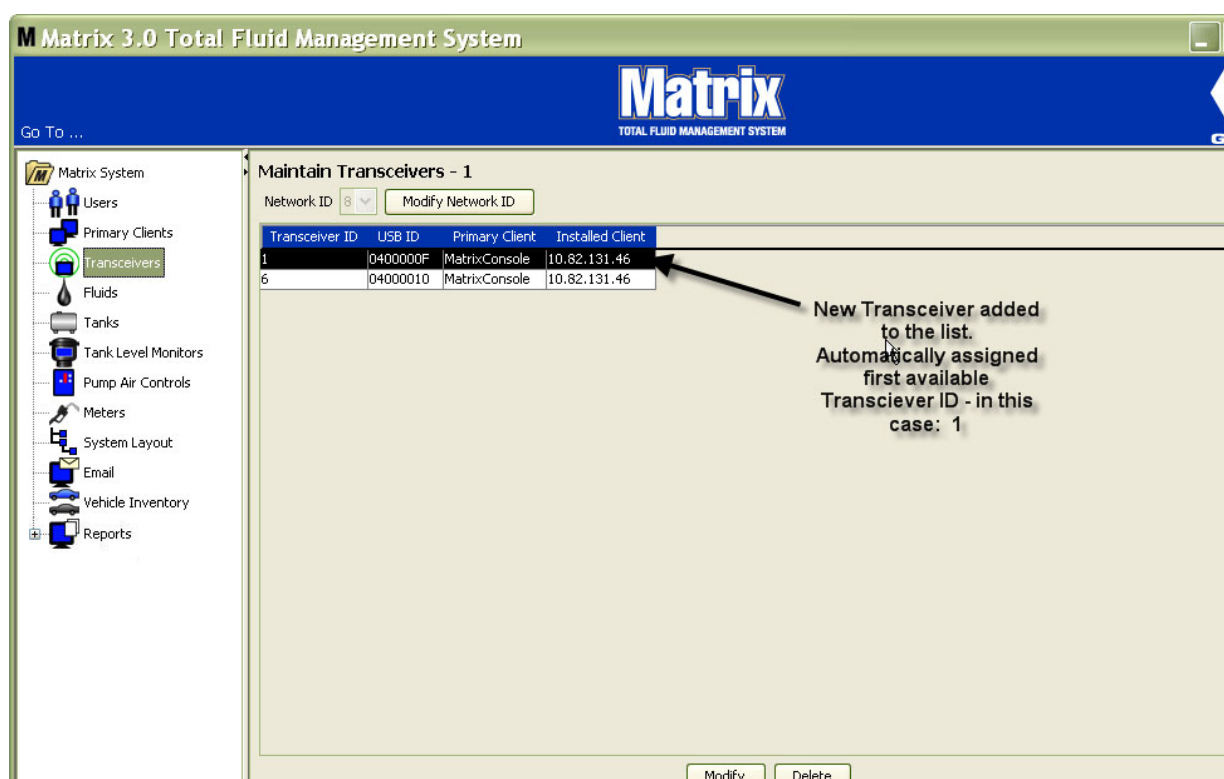 M Matrix 3.0 Total Fluid Management System
Matrix
TOTAL FLUID MANAGEMENT SYSTEM
Go To ...
G
Matrix System
Users
Primary Clients
Transceivers
Fluids
Tanks
Tank Level Monitors
Pump Air Controls
Meters
System Layout
Email
Vehicle Inventory
Reports
Maintain Transceivers - 1
Network ID 8 Modify Network ID
Transceiver ID USB ID Primary Client Installed Client
1 0400000F MatrixConsole 10.82.131.46
6 04000010 MatrixConsole 10.82.131.46
New Transceiver added
to the list.
Automatically assigned
first available
Transciever ID - in this
case: 1
Modify Delete